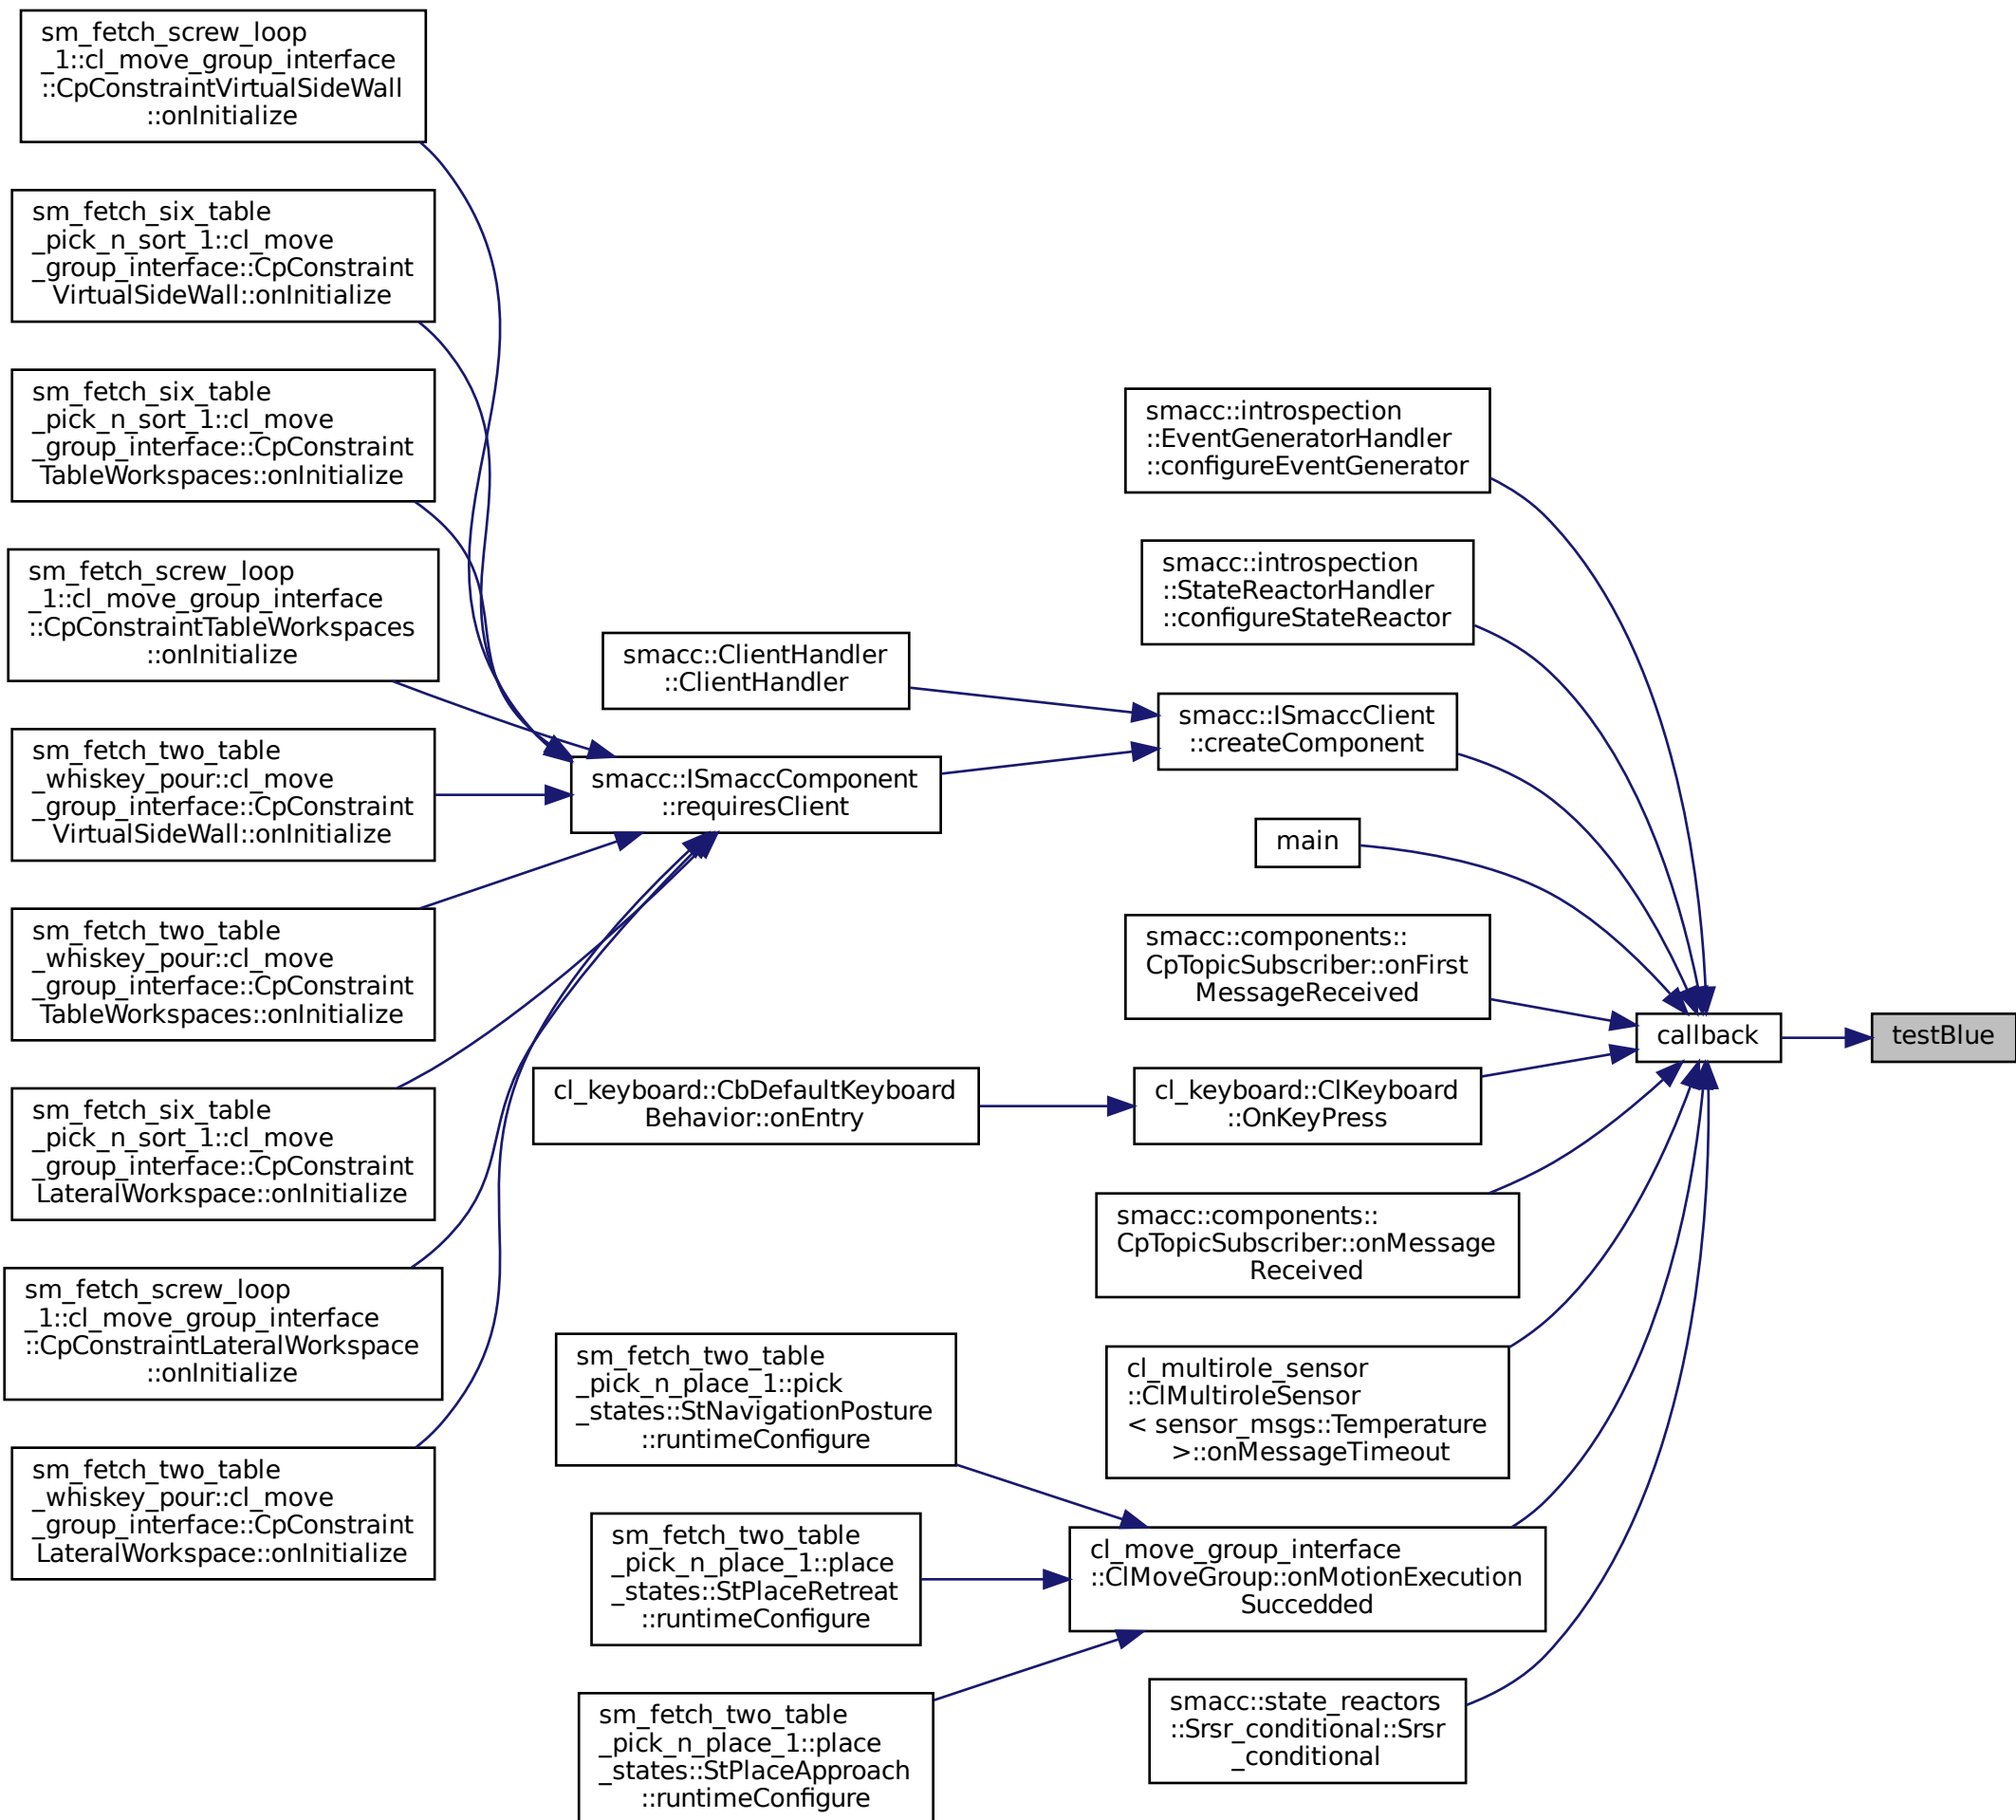 sm_fetch_screw_loop
_1::cl_move_group_interface
::CpConstraintVirtualSideWall
::onInitialize
sm_fetch_six_table
_pick_n_sort_1::cl_move
_group_interface::CpConstraint
VirtualSideWall::onInitialize
sm_fetch_six_table
_pick_n_sort_1::cl_move
_group_interface::CpConstraint
TableWorkspaces::onInitialize
sm_fetch_screw_loop
_1::cl_move_group_interface
::CpConstraintTableWorkspaces
::onInitialize
sm_fetch_two_table
_whiskey_pour::cl_move
_group_interface::CpConstraint
VirtualSideWall::onInitialize
sm_fetch_two_table
_whiskey_pour::cl_move
_group_interface::CpConstraint
TableWorkspaces::onInitialize
sm_fetch_six_table
_pick_n_sort_1::cl_move
_group_interface::CpConstraint
LateralWorkspace::onInitialize
sm_fetch_screw_loop
_1::cl_move_group_interface
::CpConstraintLateralWorkspace
::onInitialize
sm_fetch_two_table
_whiskey_pour::cl_move
_group_interface::CpConstraint
LateralWorkspace::onInitialize
smacc::ClientHandler
::ClientHandler
smacc::ISmaccComponent
::requiresClient
cl_keyboard::CbDefaultKeyboard
Behavior::onEntry
sm_fetch_two_table
_pick_n_place_1::pick
_states::StNavigationPosture
::runtimeConfigure
sm_fetch_two_table
_pick_n_place_1::place
_states::StPlaceRetreat
::runtimeConfigure
sm_fetch_two_table
_pick_n_place_1::place
_states::StPlaceApproach
::runtimeConfigure
smacc::introspection
::EventGeneratorHandler
::configureEventGenerator
smacc::introspection
::StateReactorHandler
::configureStateReactor
smacc::ISmaccClient
::createComponent
main
smacc::components::
CpTopicSubscriber::onFirst
MessageReceived
cl_keyboard::ClKeyboard
::OnKeyPress
smacc::components::
CpTopicSubscriber::onMessage
Received
cl_multirole_sensor
::ClMultiroleSensor
< sensor_msgs::Temperature
>::onMessageTimeout
cl_move_group_interface
::ClMoveGroup::onMotionExecution
Succedded
smacc::state_reactors
::Srsr_conditional::Srsr
_conditional
callback
testBlue